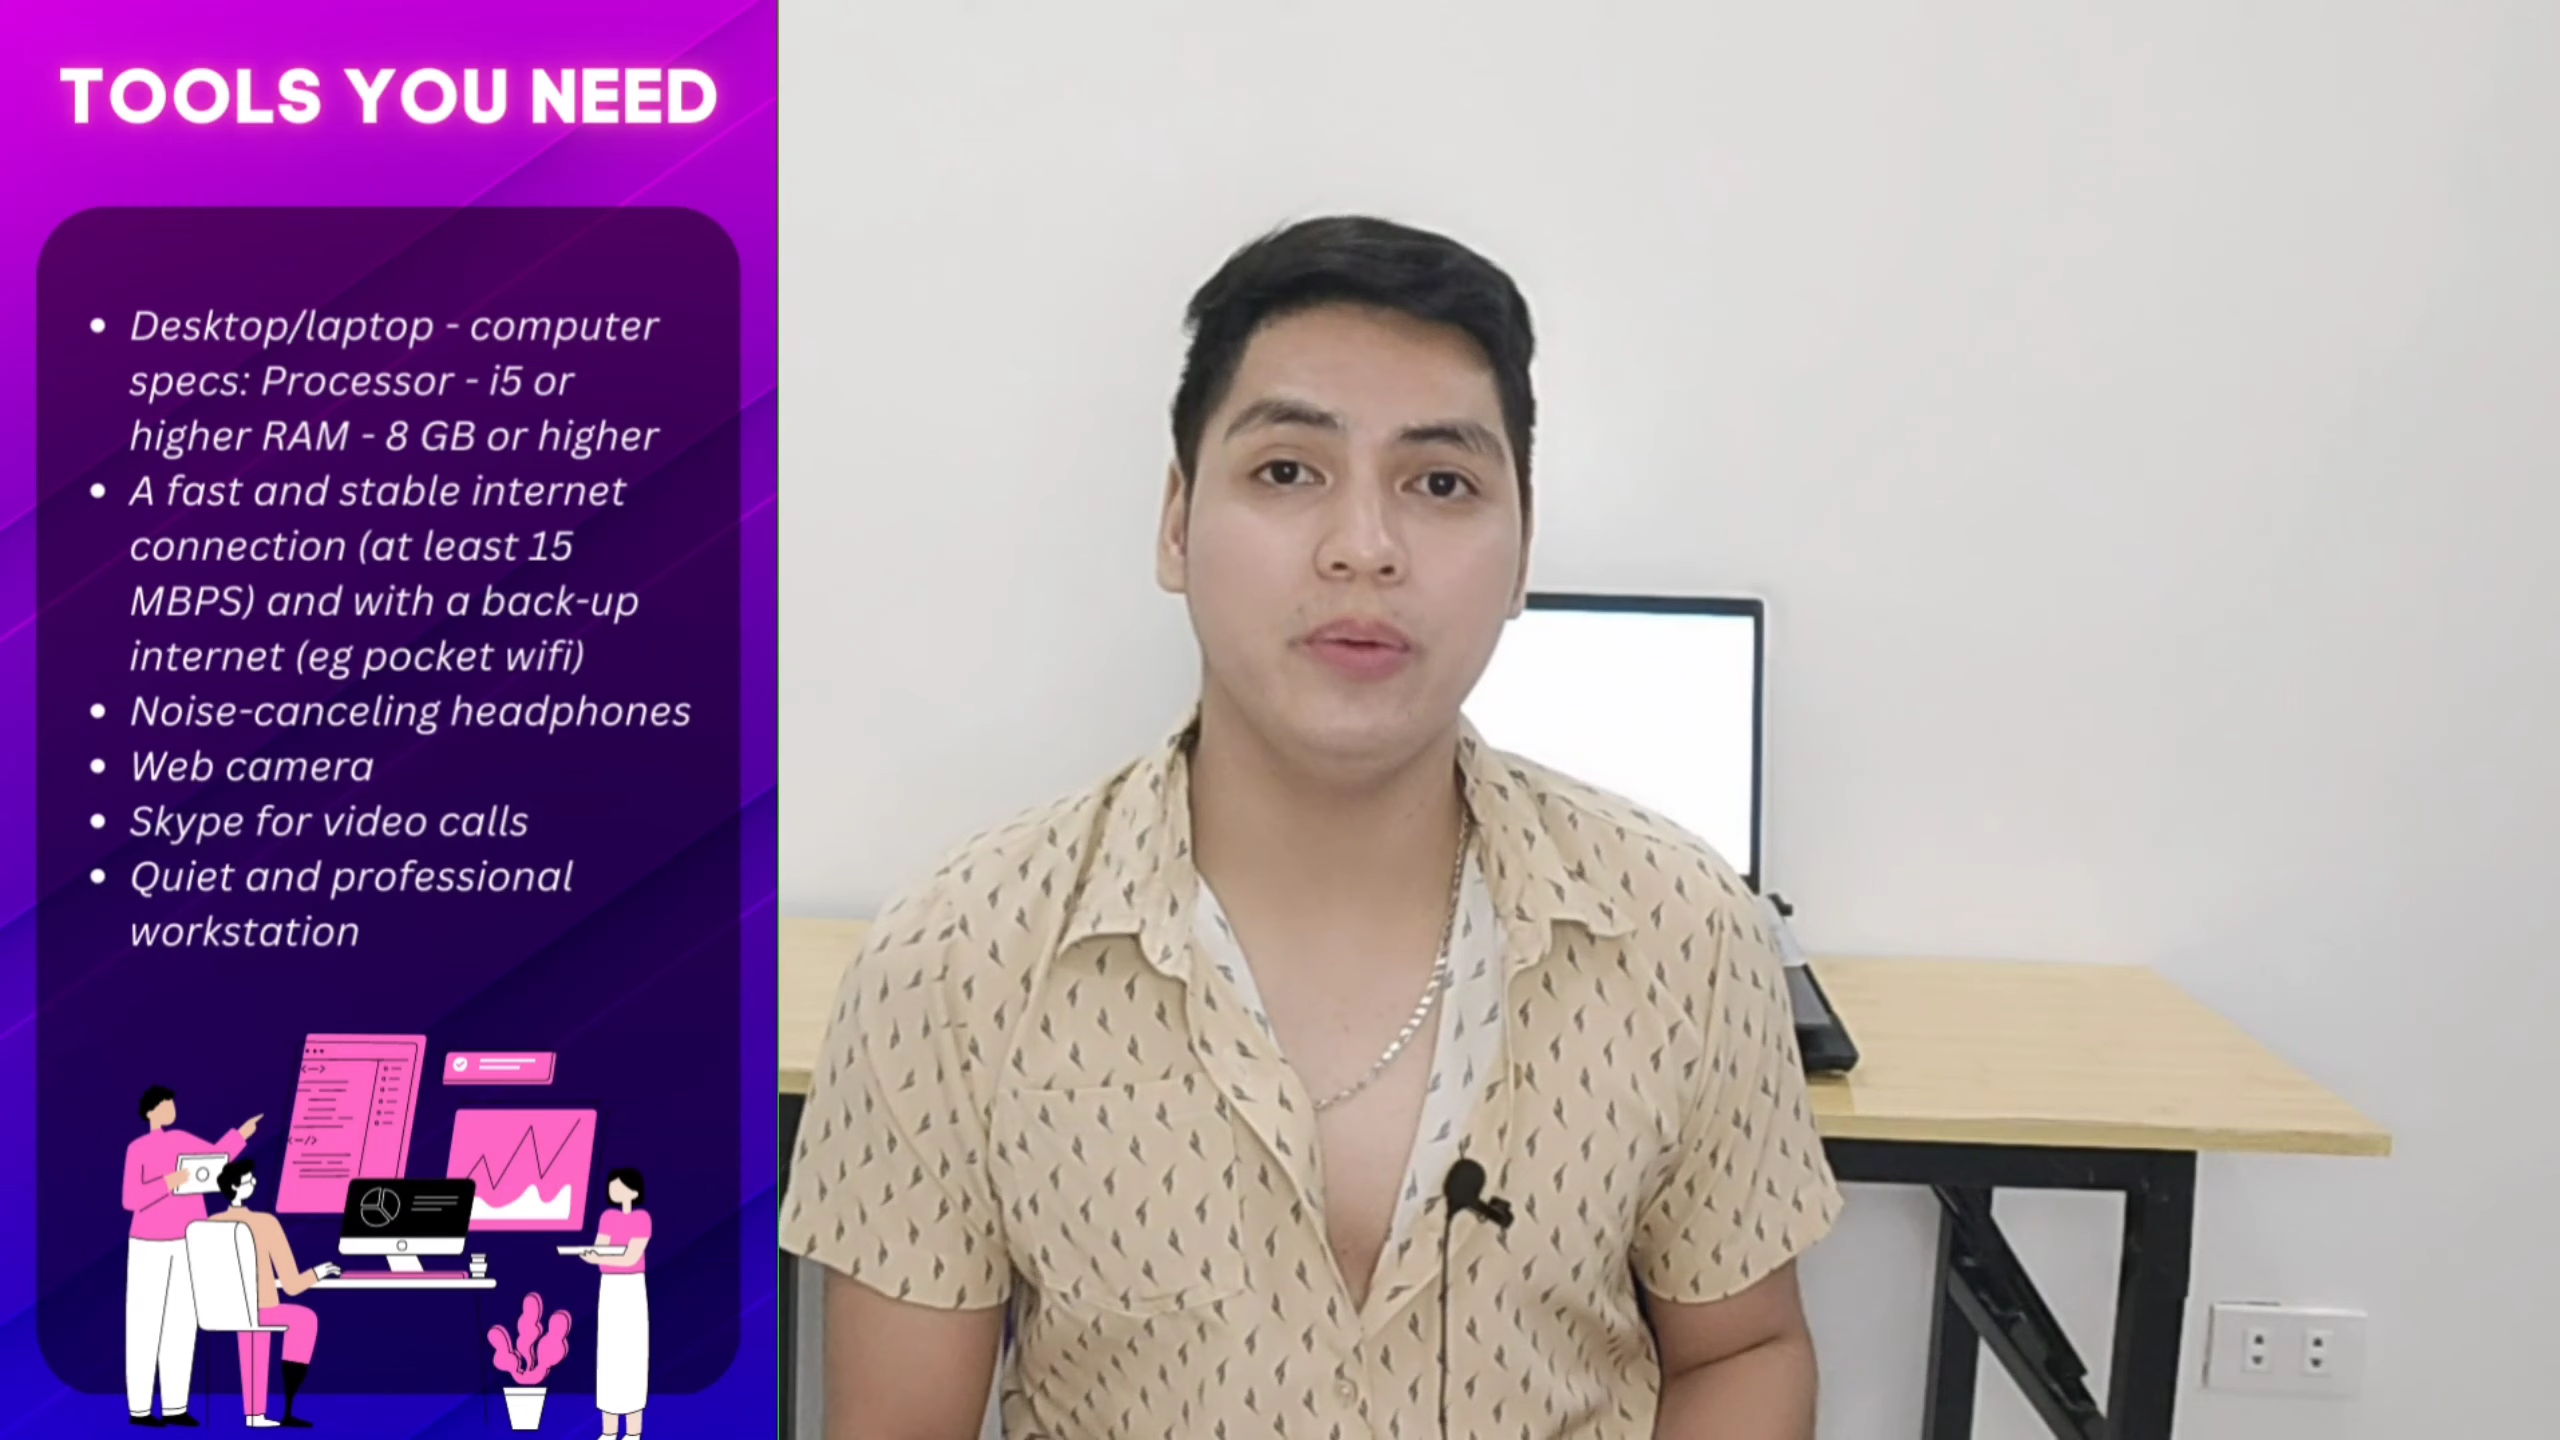 TOOLS YOU NEED
• Desktop/laptop - computer
specs: Processor - i5 or
higher RAM - 8 GB or higher
• A fast and stable internet
connection (at least 15
MBPS) and with a back-up
internet (eg pocket wifi)
• Noise-canceling headphones
• Web camera
• Skype for video calls
• Quiet and professional
workstation